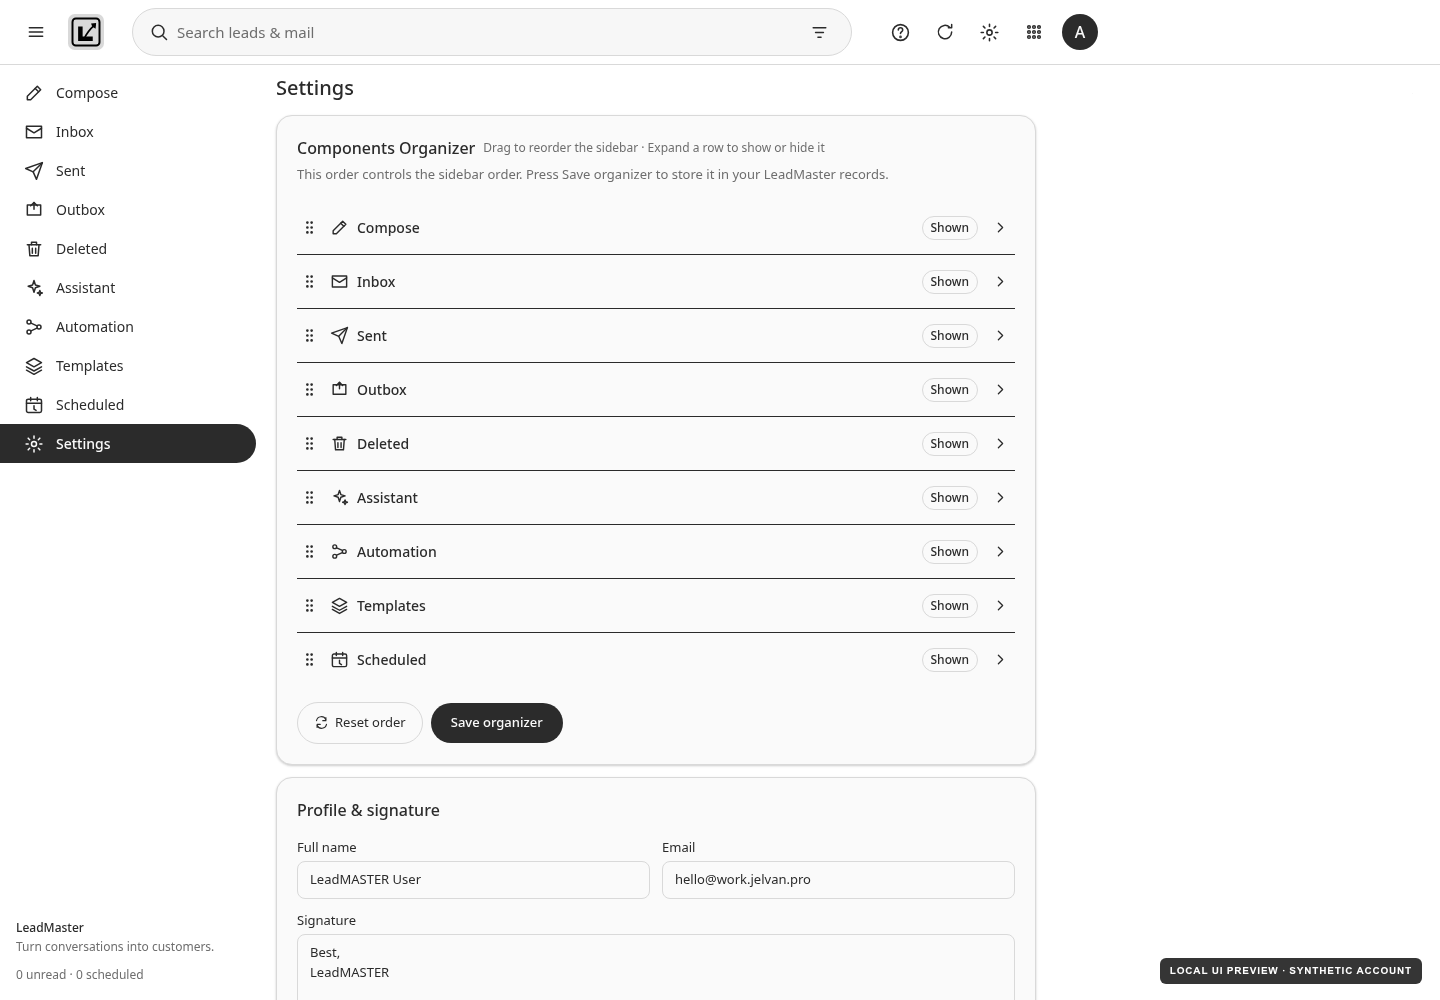 Search leads & mail
A
Compose
Inbox
Sent
Outbox
Deleted
Assistant
Automation
Templates
Scheduled
Settings
LeadMaster
Turn conversations into customers.
0 unread · 0 scheduled
Settings
Components Organizer Drag to reorder the sidebar · Expand a row to show or hide it
This order controls the sidebar order. Press Save organizer to store it in your LeadMaster records.
Compose Shown
Inbox Shown
Sent Shown
Outbox Shown
Deleted Shown
Assistant Shown
Automation Shown
Templates Shown
Scheduled Shown
Reset order Save organizer
Profile & signature
Full name Email
LeadMASTER User hello@work.jelvan.pro
Signature
Best,
LeadMASTER
LOCAL UI PREVIEW · SYNTHETIC ACCOUNT